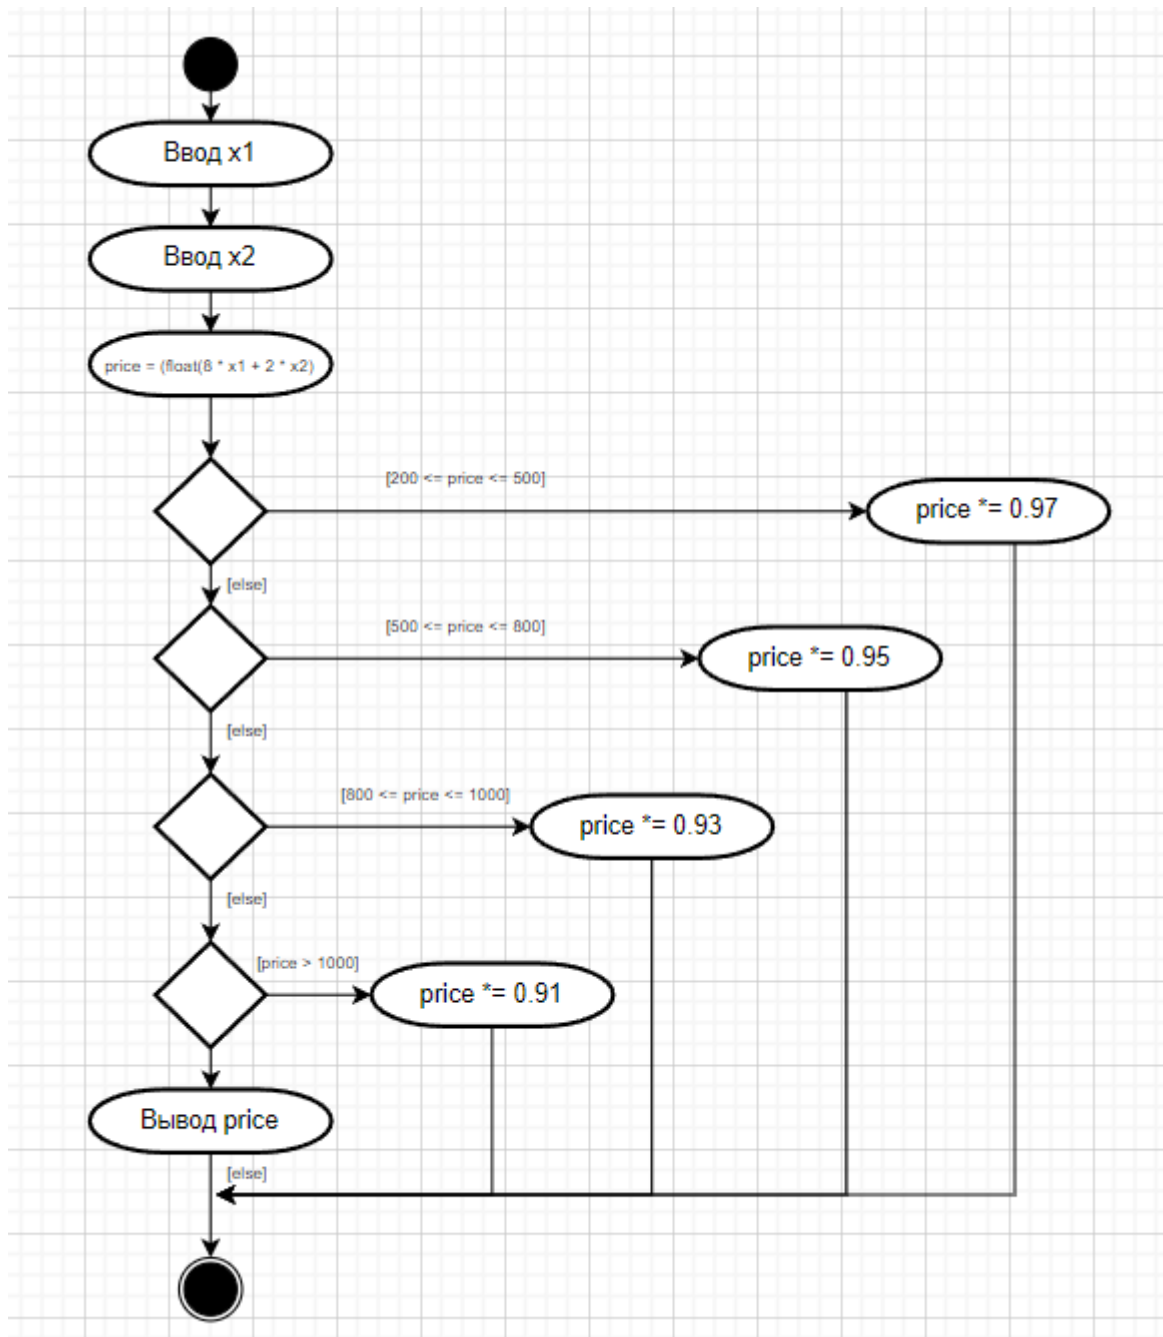 Ввод x1
Ввод x2
price = (float(8 * x1 + 2 * x2)
[200 <= price <= 500]
price *= 0.97
[else]
[500 <= price <= 800]
price *= 0.95
[else]
[800 <= price <= 1000]
price *= 0.93
[else]
[price > 1000]
price *= 0.91
Вывод price
[else]